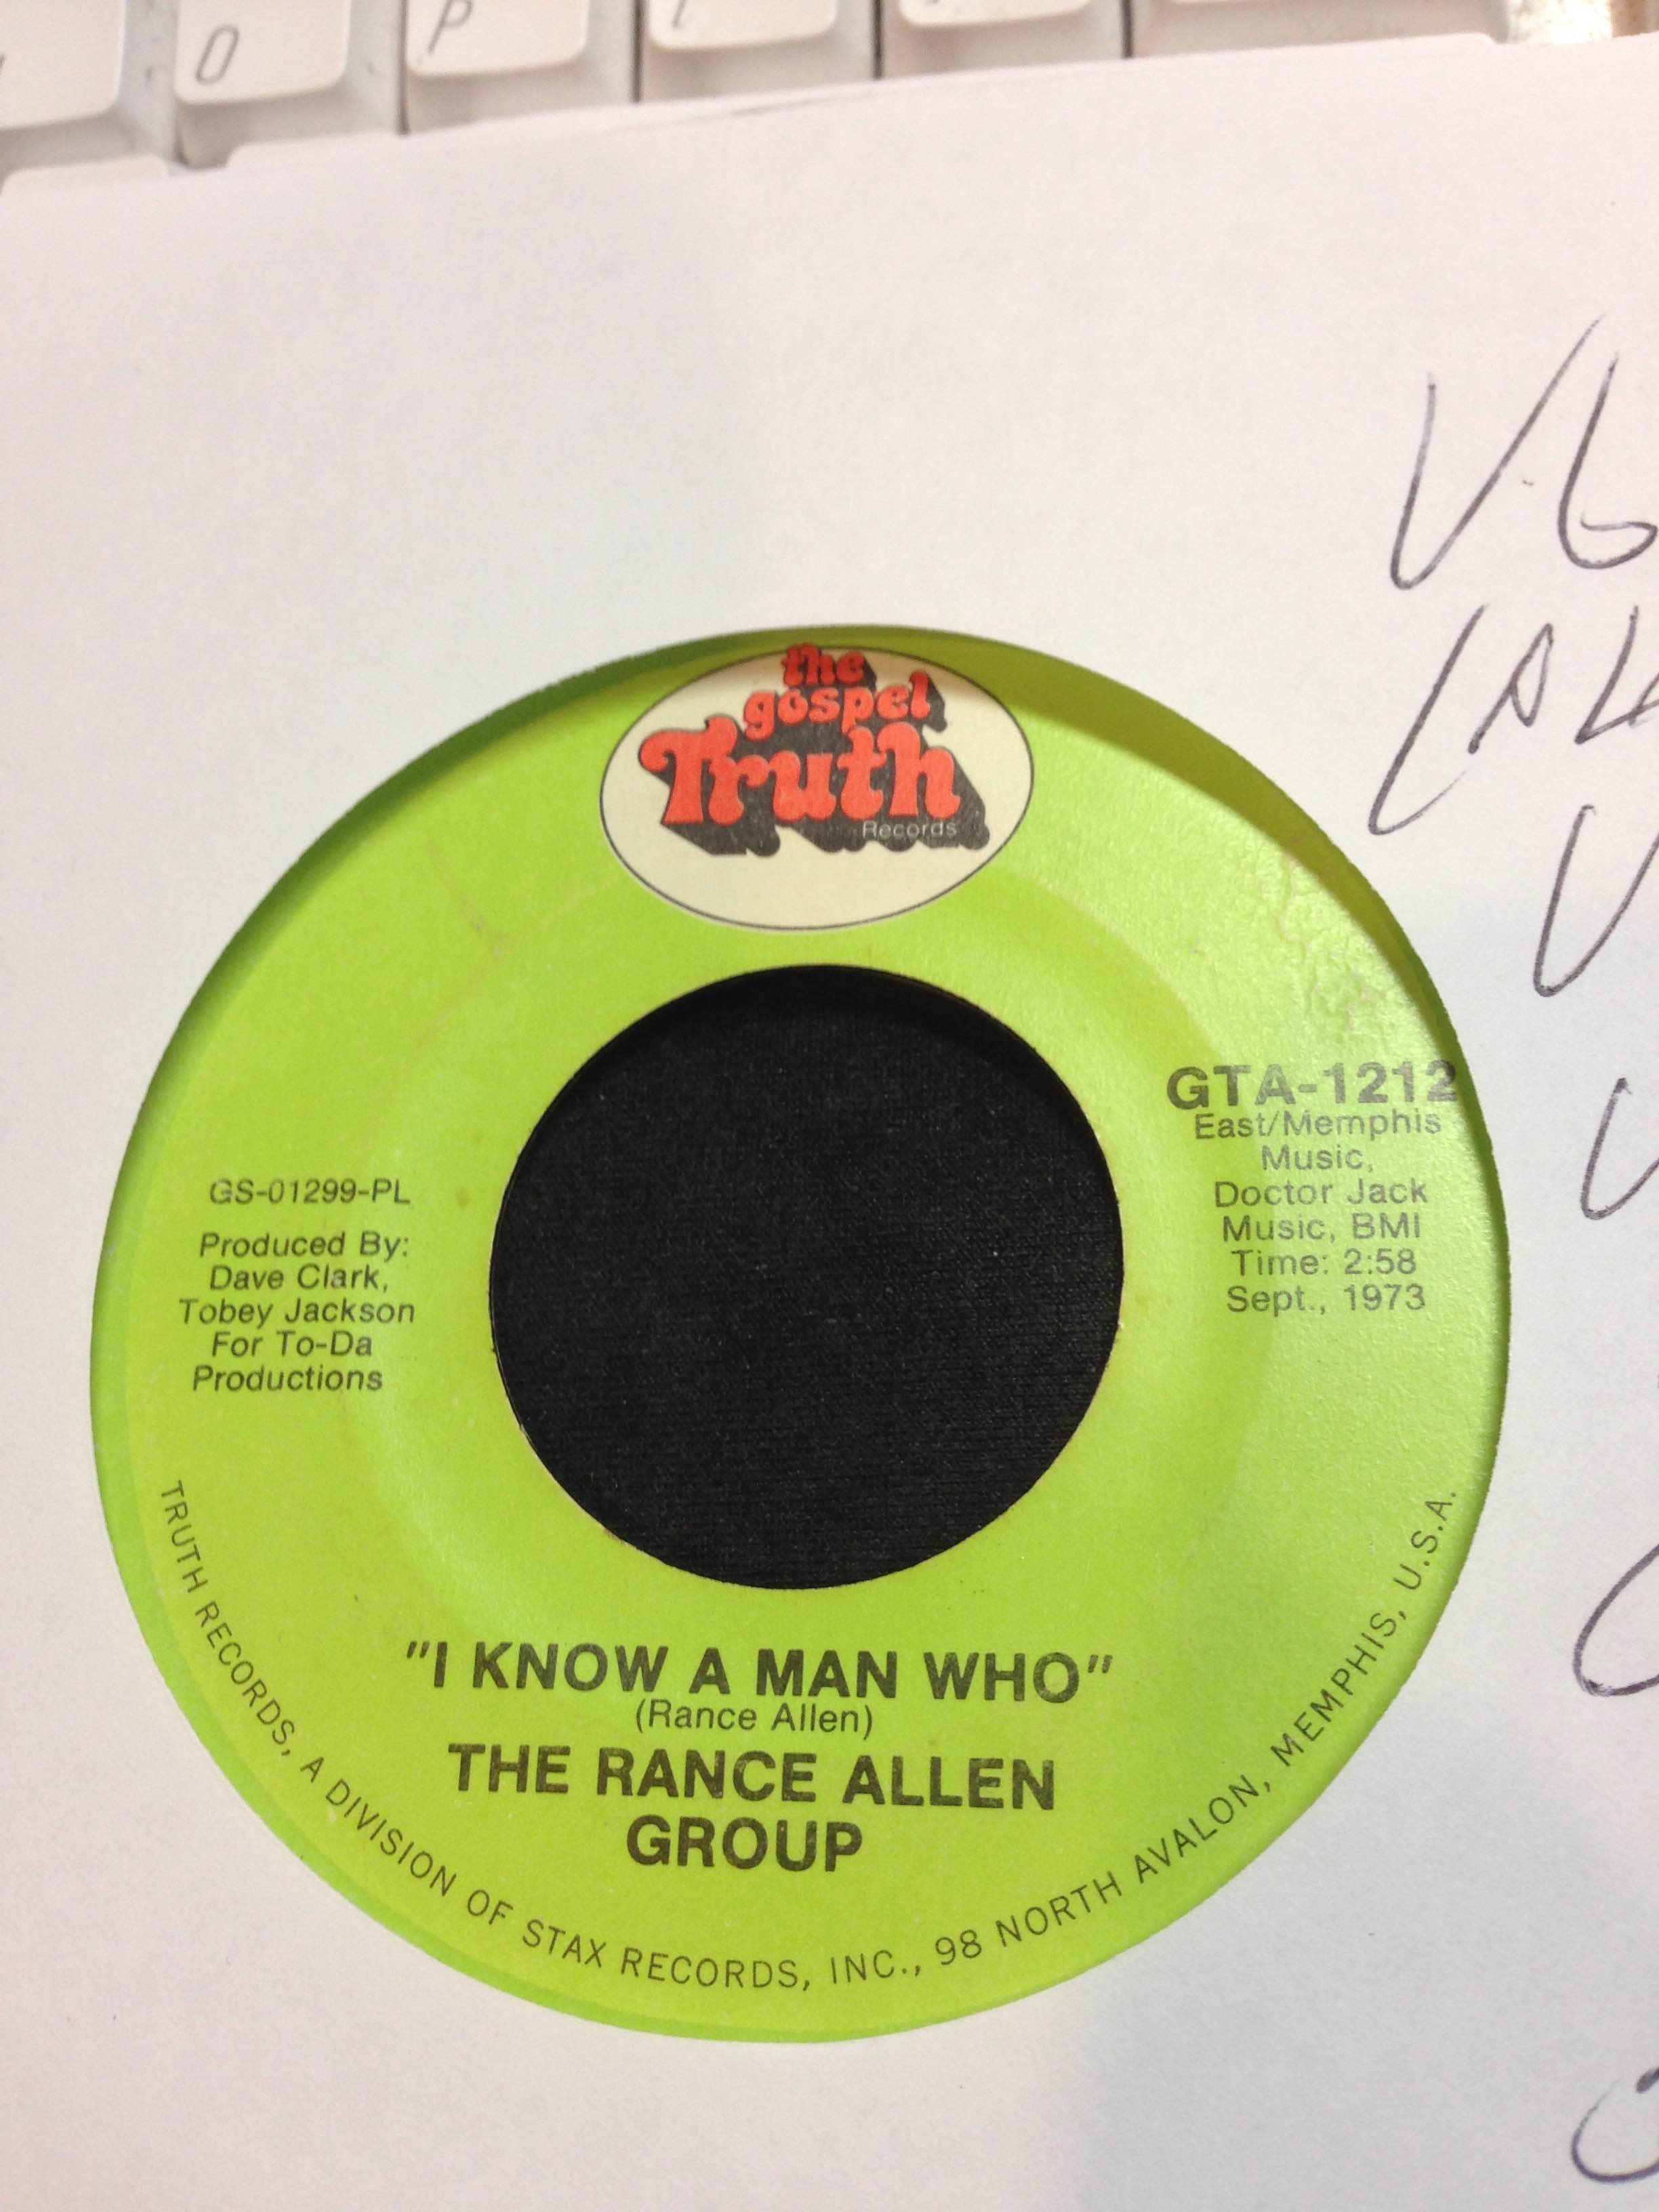 O
P
VG
the
gospel
Truth
Records
GTA-1212
East/Memphis
Music,
Doctor Jack
Music, BMI
Time: 2:58
Sept., 1973
GS-01299-PL
Produced By:
Dave Clark,
Tobey Jackson
For To-Da
Productions
"I KNOW A MAN WHO"
(Rance Allen)
THE RANCE ALLEN
GROUP
TRUTH RECORDS, A DIVISION OF STAX RECORDS, INC., 98 NORTH AVALON, MEMPHIS, U.S.A.